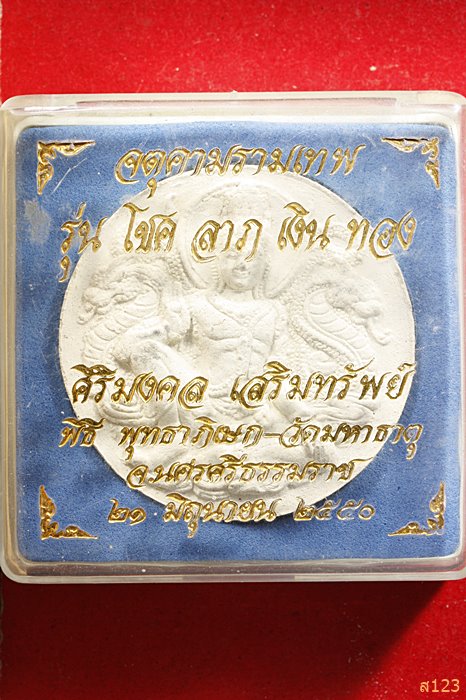 จตุคามรามเทพ
รุ่น โชค ลาภ เงิน ทอง
ศิริมงคล เสริมทรัพย์
พิธี พุทธาภิเษก-วัดมหาธาตุ
จ.นครศรีธรรมราช
๒๑ มิถุนายน ๒๕๕๐
ส123